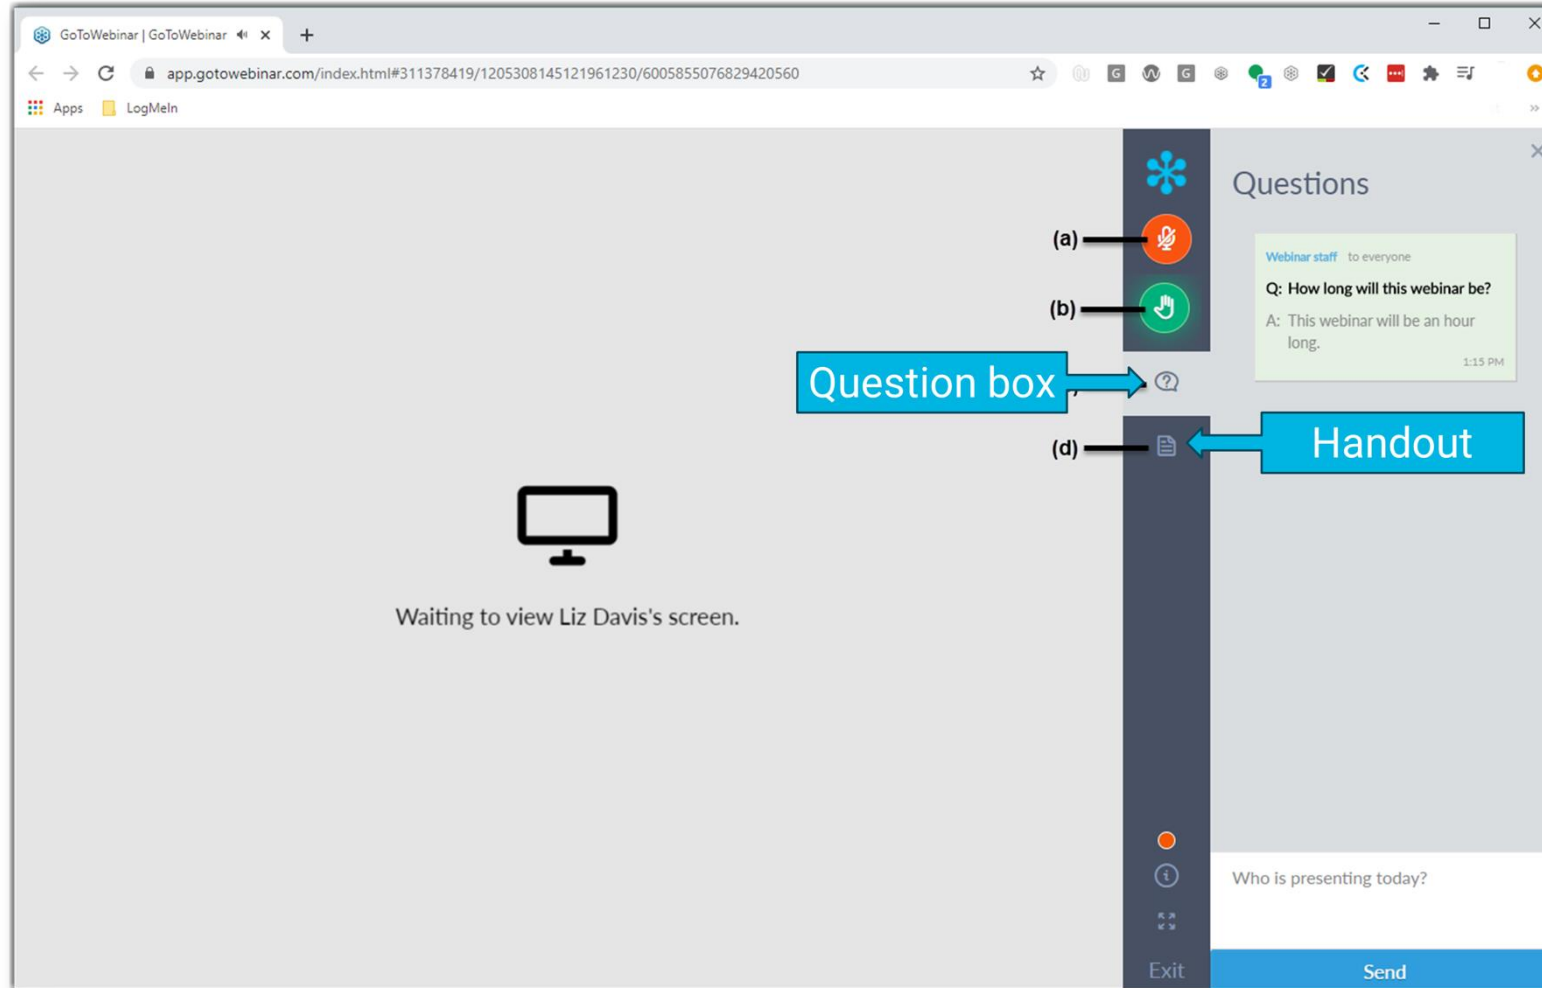 GoToWebinar | GoToWebinar
app.gotowebinar.com/index.html#311378419/1205308145121961230/6005855076829420560
Apps
LogMeIn
Questions
(a)
Webinar staff to everyone
Q: How long will this webinar be?
(b)
A: This webinar will be an hour
long.
1:15 PM
Question box
Handout
(d)
Waiting to view Liz Davis's screen.
Who is presenting today?
Exit
Send